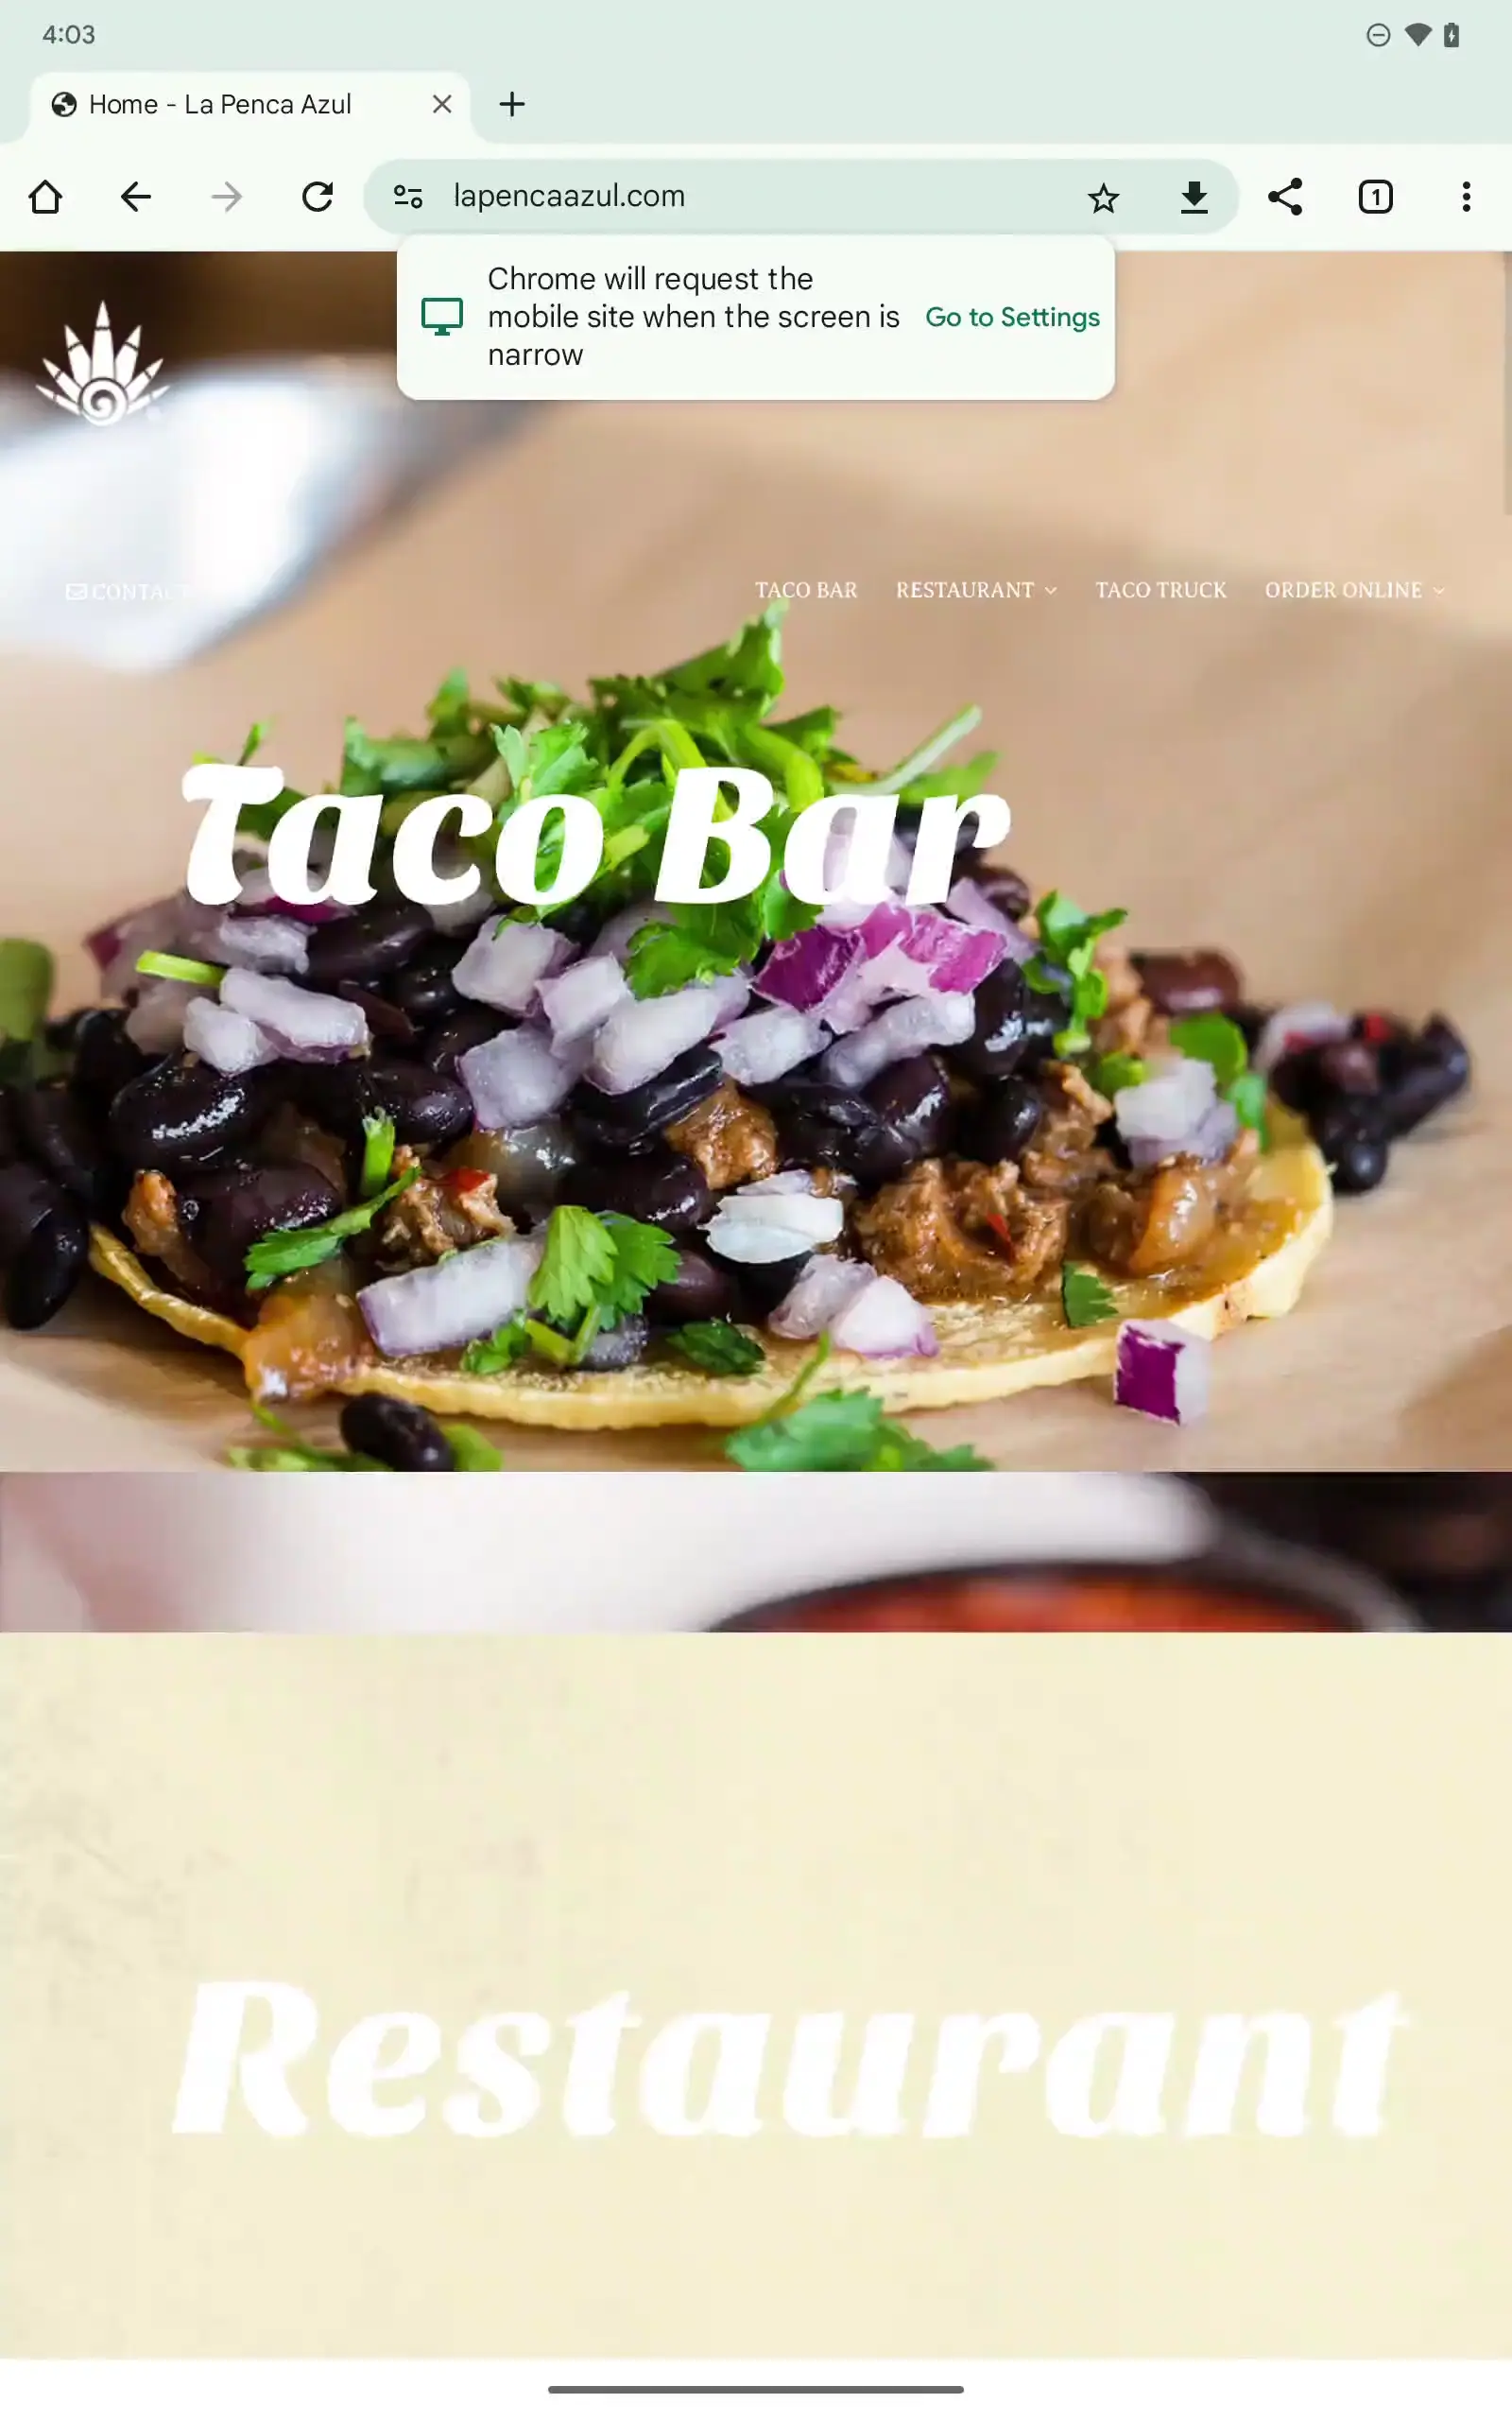 4:03
Home - La Penca Azul
lapencaazul.com
1
Chrome will request the
mobile site when the screen is
narrow
Go to Settings
CONTACT
TACO BAR
RESTAURANT
TACO TRUCK
ORDER ONLINE
Taco Bar
Restaurant